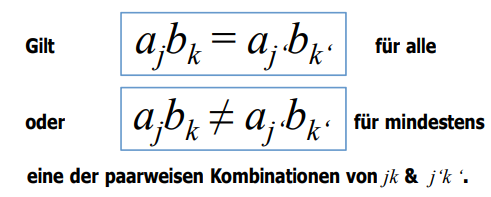 Gilt a_j b_k = a_j‘ b_k‘ für alle
oder a_j b_k ≠ a_j‘ b_k‘ für mindestens
eine der paarweisen Kombinationen von jk & j‘k ‘.